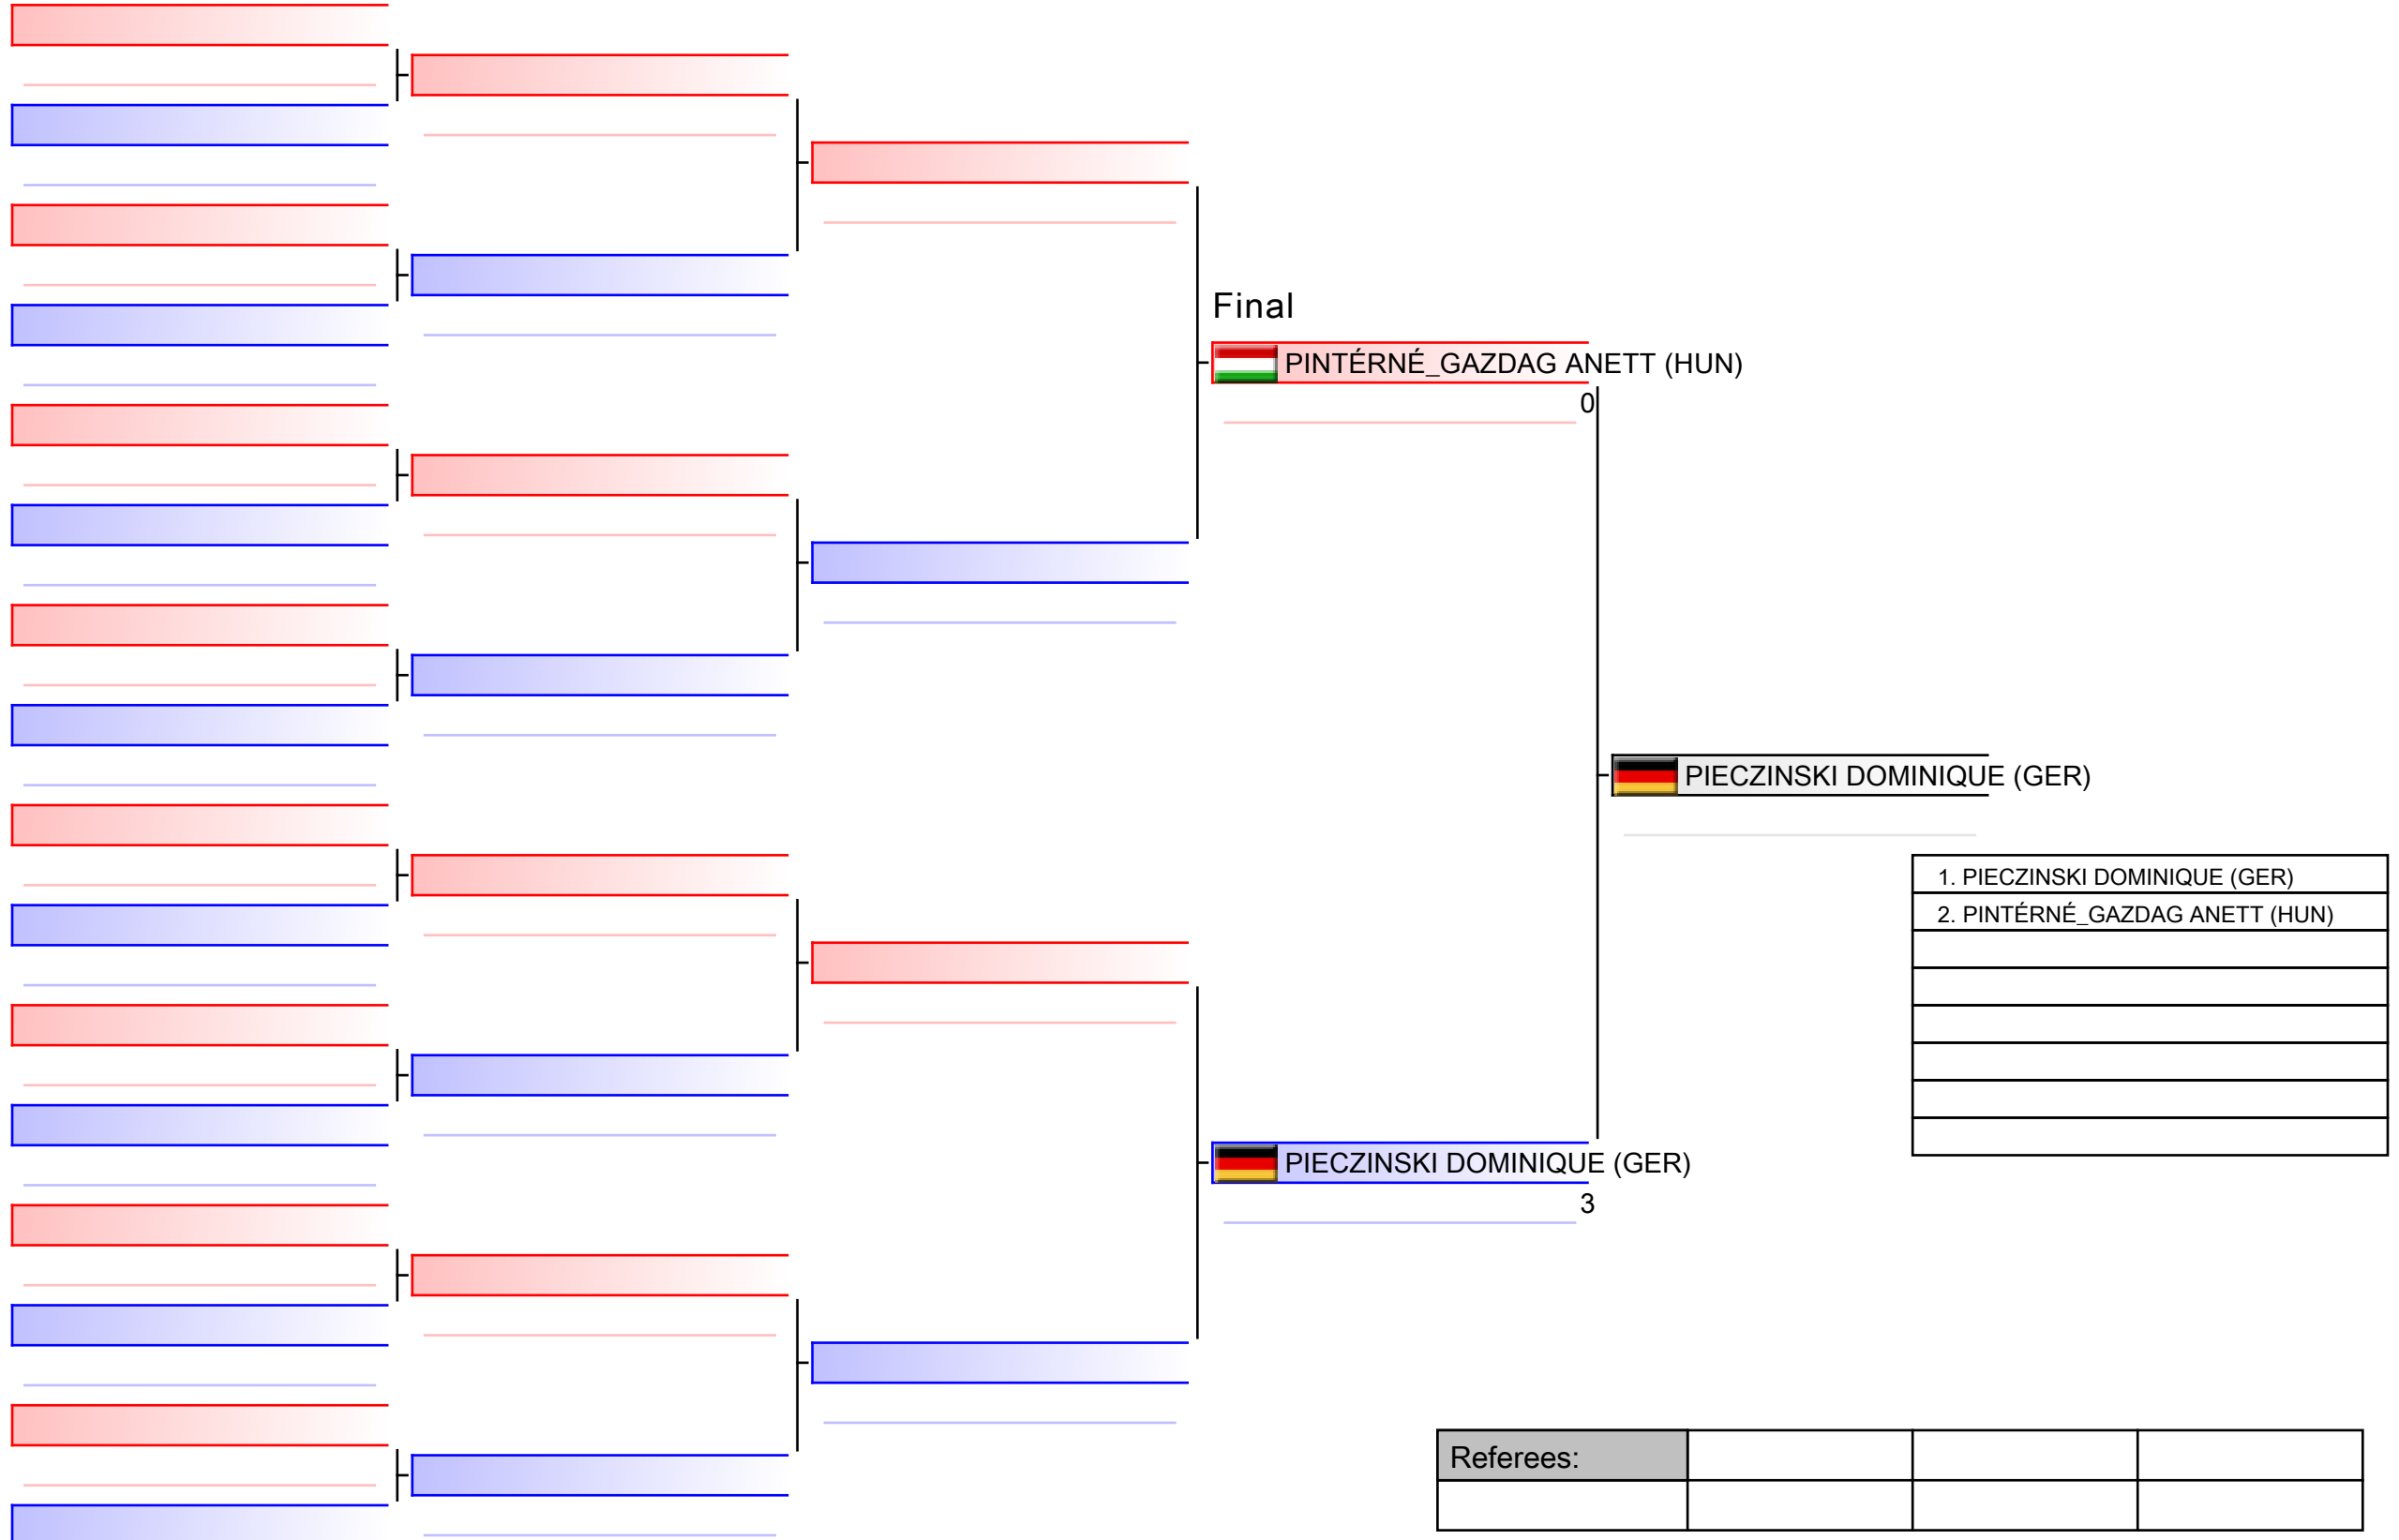 Final
PINTÉRNÉ_GAZDAG ANETT (HUN)
0
PIECZINSKI DOMINIQUE (GER)
1. PIECZINSKI DOMINIQUE (GER)
2. PINTÉRNÉ_GAZDAG ANETT (HUN)
PIECZINSKI DOMINIQUE (GER)
3
Referees: